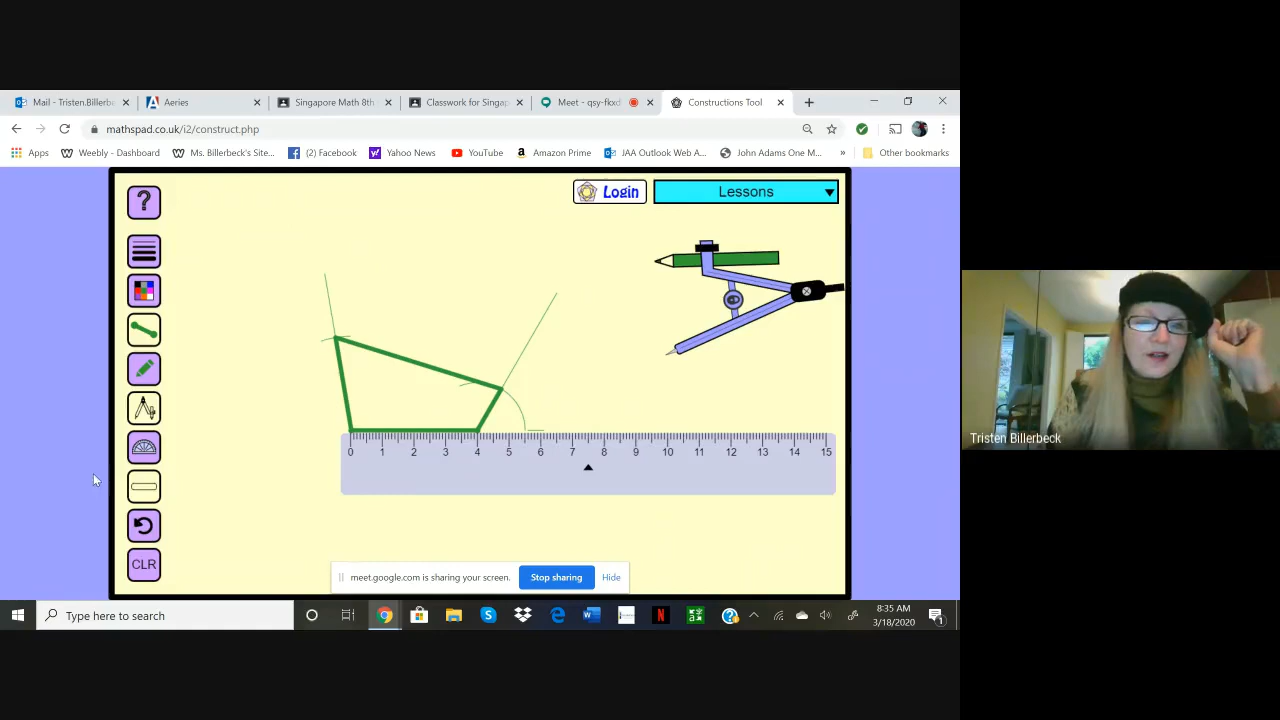 Mail - Tristen.Billerb
Aeries
Singapore Math 8th
Classwork for Singap
Meet - qsy-fkxd
Constructions Tool
mathspad.co.uk/i2/construct.php
Apps
Weebly - Dashboard
Ms. Billerbeck's Site...
(2) Facebook
Yahoo News
YouTube
Amazon Prime
JAA Outlook Web A...
John Adams One M...
»
Other bookmarks
?
Login
Lessons
0 1 2 3 4 5 6 7 8 9 10 11 12 13 14 15
CLR
Tristen Billerbeck
meet.google.com is sharing your screen.
Stop sharing
Hide
Type here to search
8:35 AM
3/18/2020